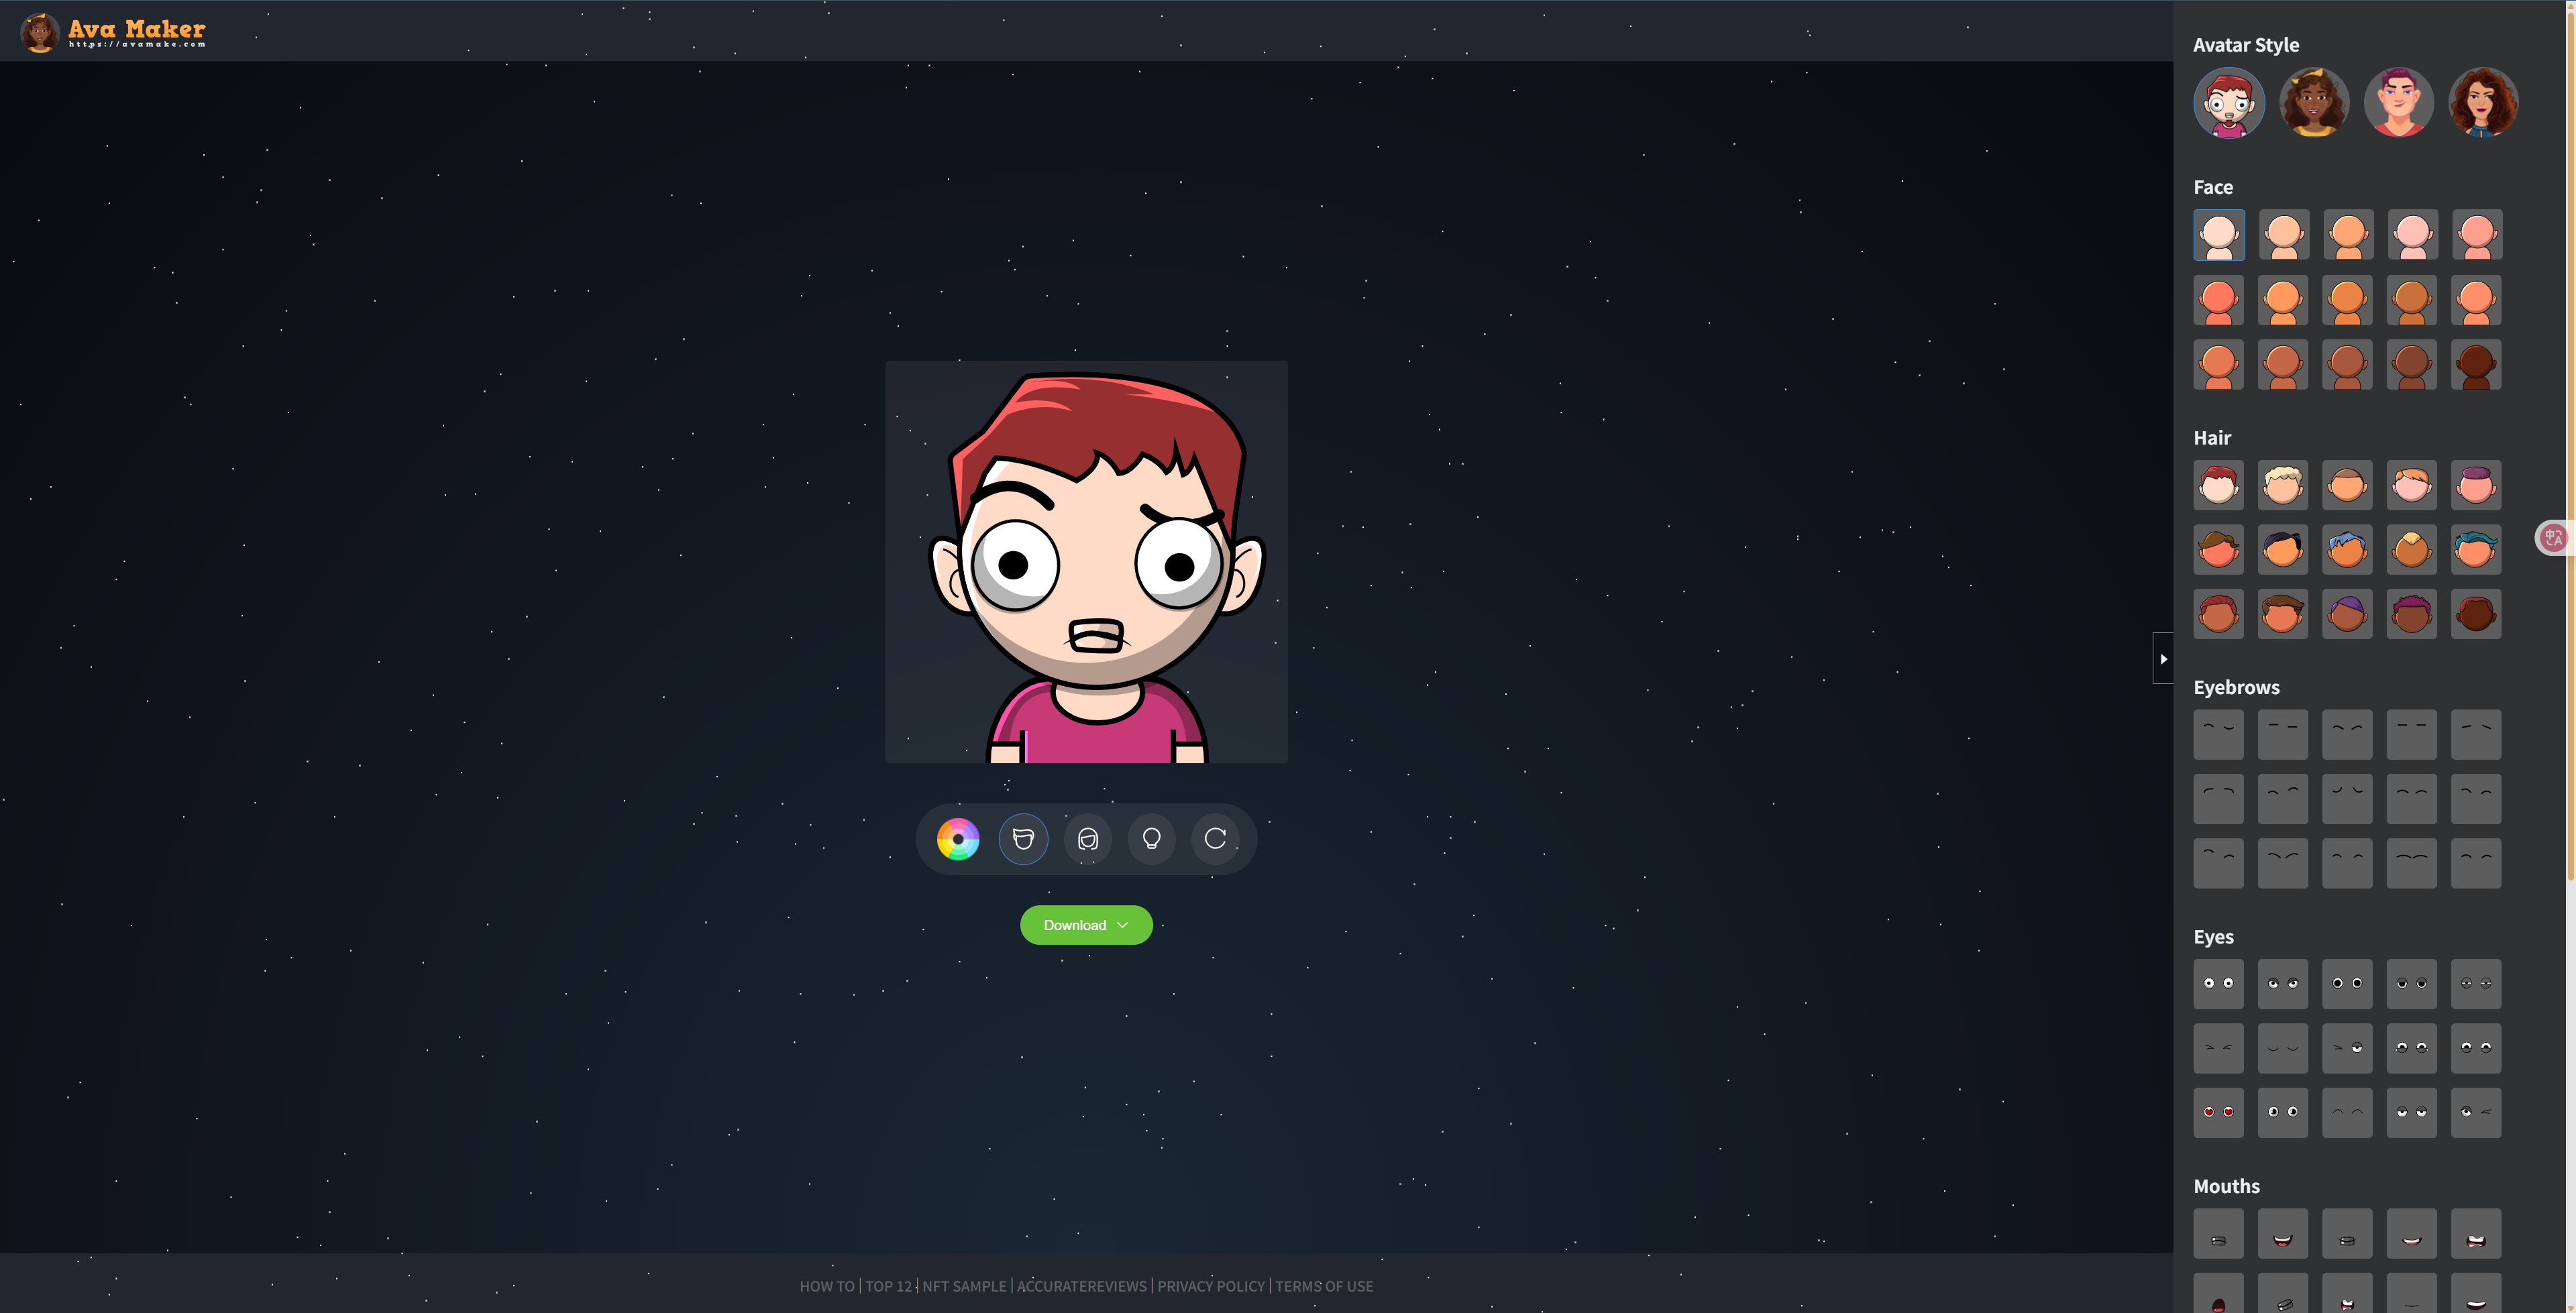 Ava Maker
https://avamake.com
Avatar Style
Face
Hair
Eyebrows
Eyes
Mouths
Download
HOW TO | TOP 12 | NFT SAMPLE | ACCURATEREVIEWS | PRIVACY POLICY | TERMS OF USE
中
A